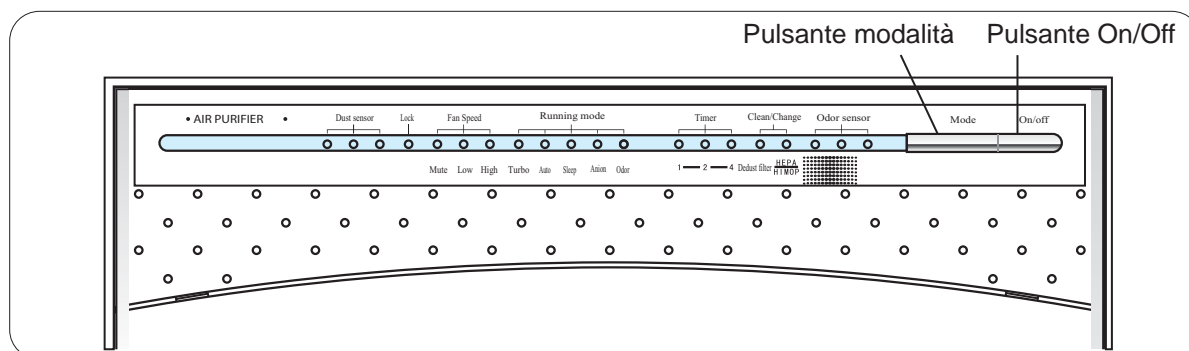 Pulsante modalità Pulsante On/Off
• AIR PURIFIER • Dust sensor Lock Fan Speed Running mode Timer Clean/Change Odor sensor Mode On/off
Mute Low High Turbo Auto Sleep Anion Odor 1 — 2 — 4 Dedust filter HEPA
HIMOP